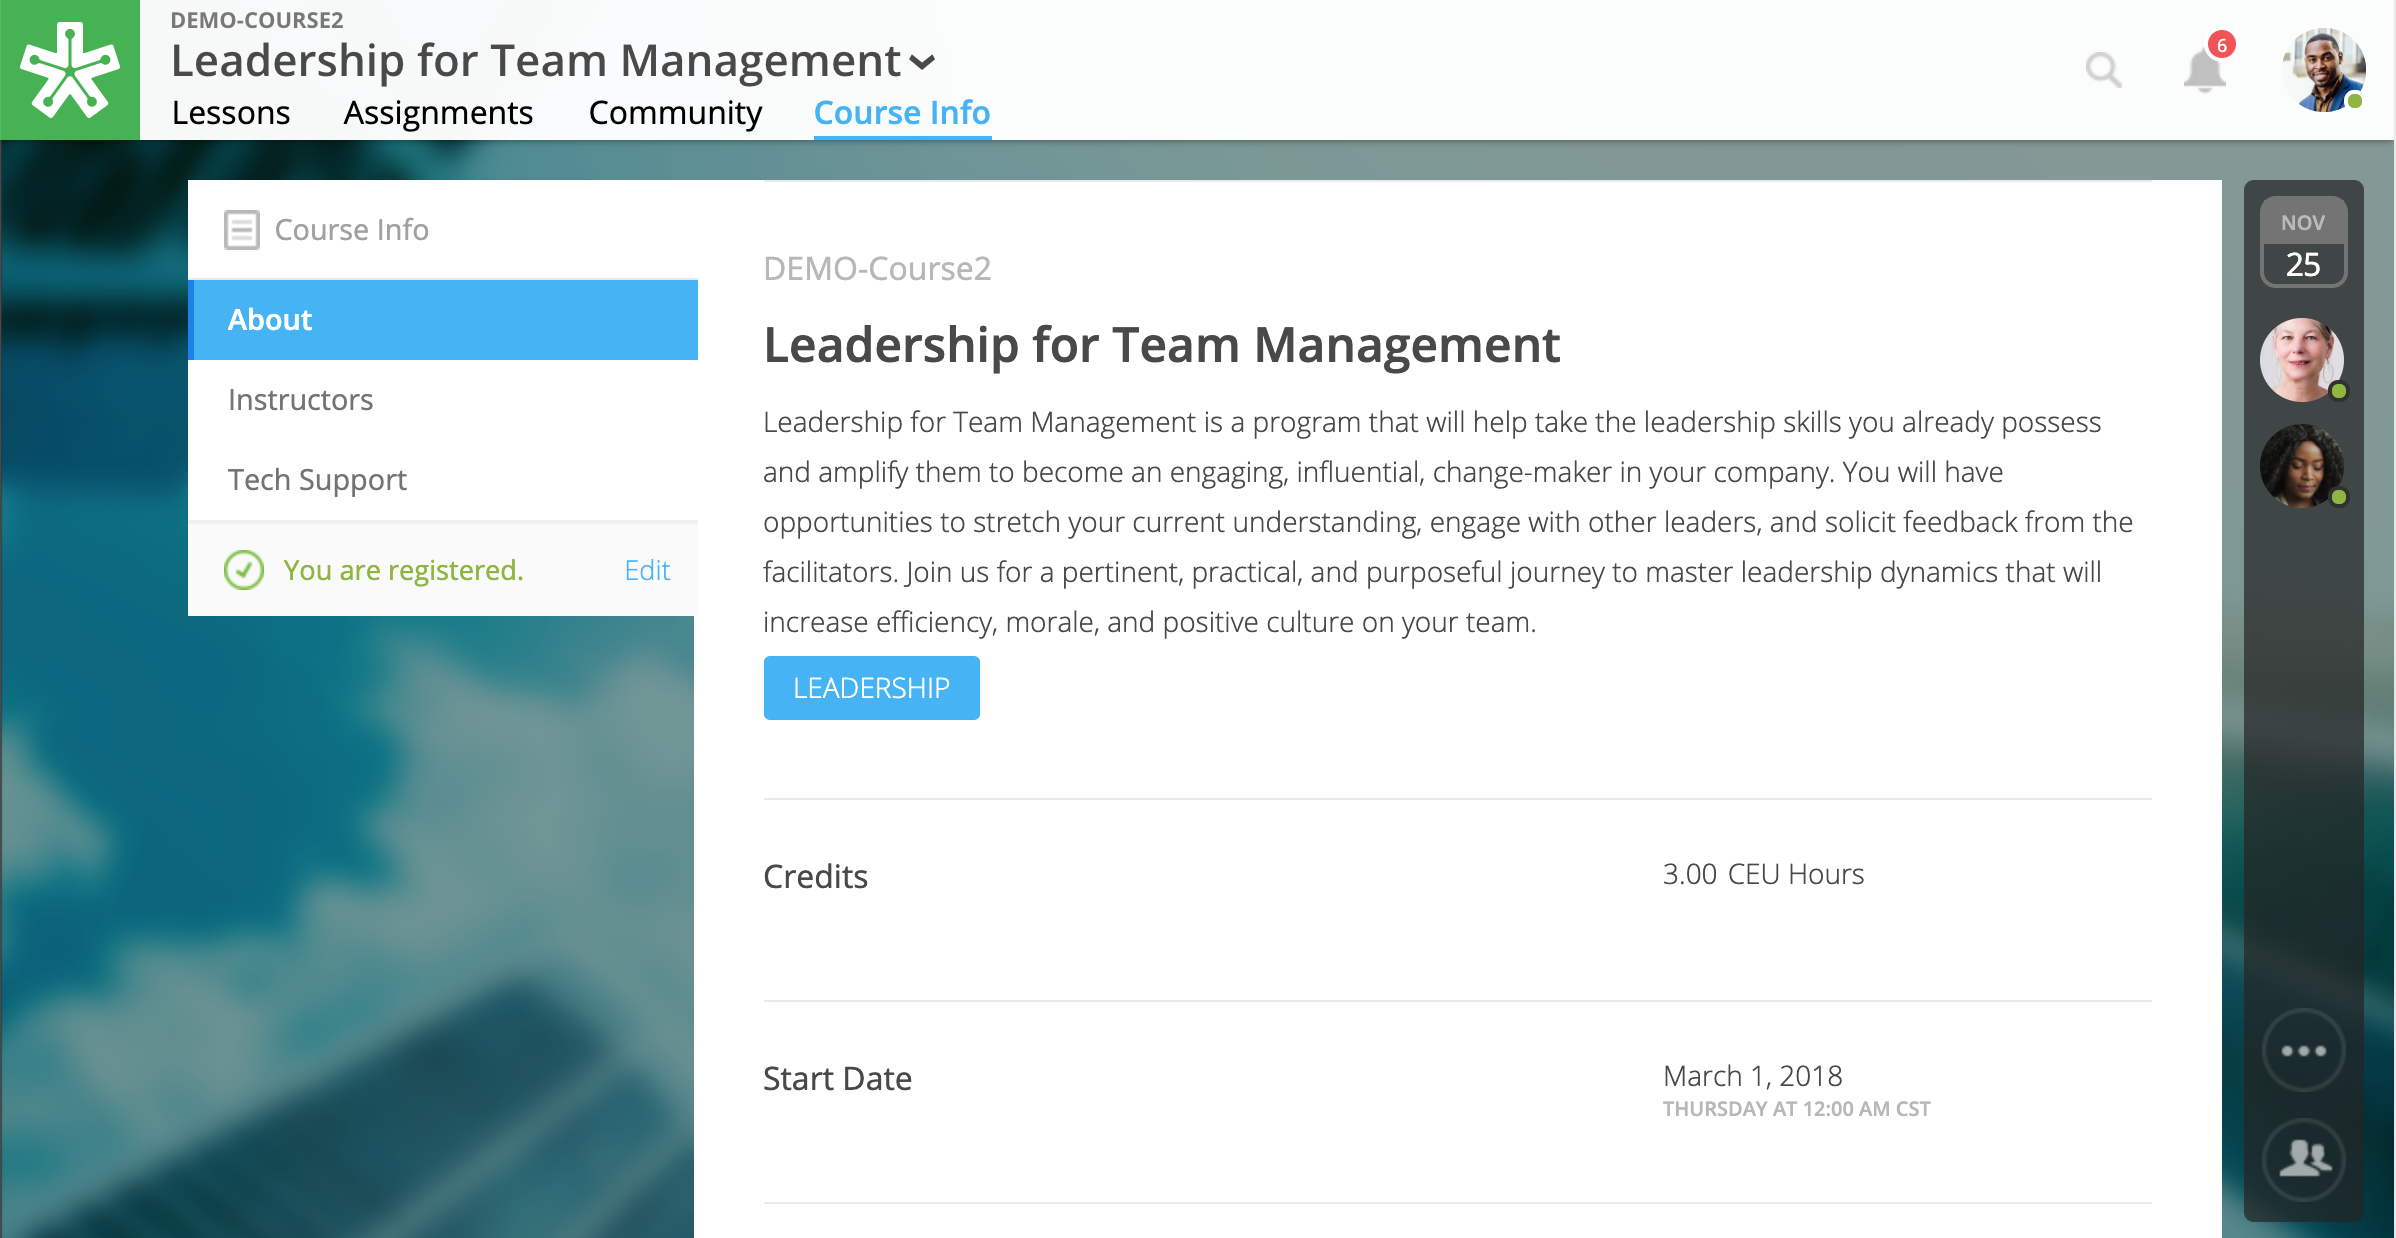 DEMO-COURSE2
Leadership for Team Management
Lessons Assignments Community Course Info
6
Course Info
About
Instructors
Tech Support
You are registered. Edit
DEMO-Course2
Leadership for Team Management
Leadership for Team Management is a program that will help take the leadership skills you already possess
and amplify them to become an engaging, influential, change-maker in your company. You will have
opportunities to stretch your current understanding, engage with other leaders, and solicit feedback from the
facilitators. Join us for a pertinent, practical, and purposeful journey to master leadership dynamics that will
increase efficiency, morale, and positive culture on your team.
LEADERSHIP
Credits 3.00 CEU Hours
Start Date March 1, 2018
THURSDAY AT 12:00 AM CST
NOV
25